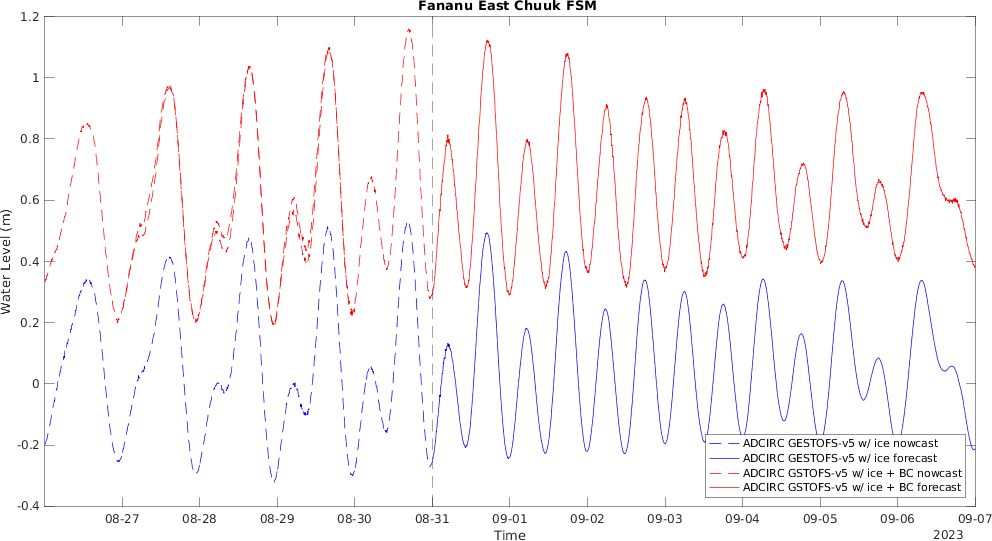 Fananu East Chuuk FSM
1.2
1
0.8
0.6
0.4
0.2
0
-0.2
-0.4
Water Level (m)
ADCIRC GESTOFS-v5 w/ ice nowcast
ADCIRC GESTOFS-v5 w/ ice forecast
ADCIRC GSTOFS-v5 w/ ice + BC nowcast
ADCIRC GSTOFS-v5 w/ ice + BC forecast
08-27 08-28 08-29 08-30 08-31 09-01 09-02 09-03 09-04 09-05 09-06 09-07
Time
2023